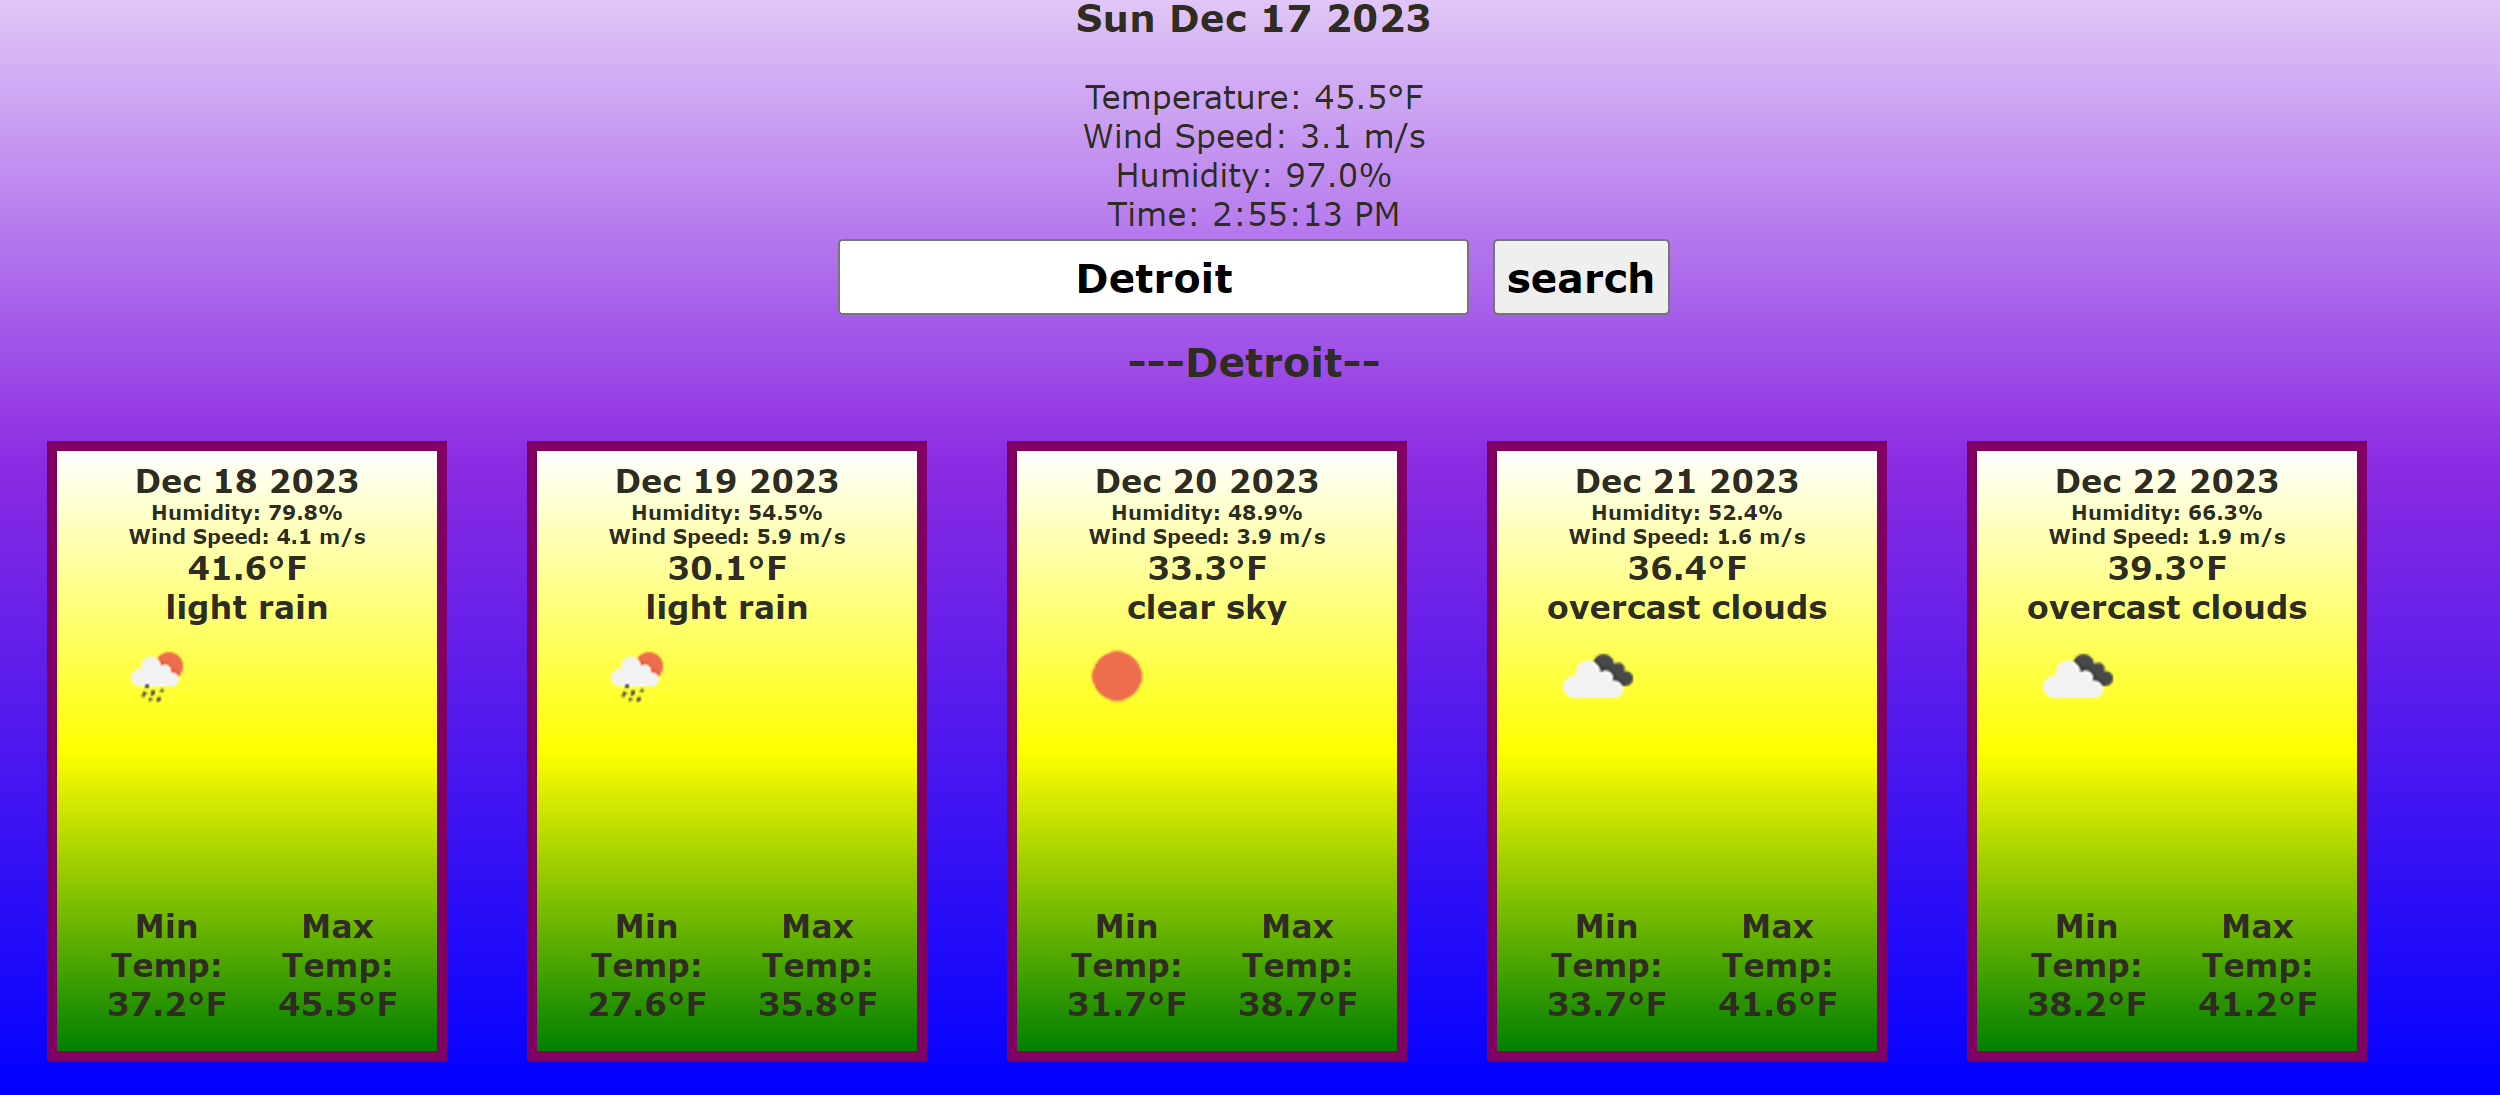 Sun Dec 17 2023
Temperature: 45.5°F
Wind Speed: 3.1 m/s
Humidity: 97.0%
Time: 2:55:13 PM
Detroit
search
---Detroit--
Dec 18 2023
Humidity: 79.8%
Wind Speed: 4.1 m/s
41.6°F
light rain
Min
Temp:
37.2°F
Max
Temp:
45.5°F
Dec 19 2023
Humidity: 54.5%
Wind Speed: 5.9 m/s
30.1°F
light rain
Min
Temp:
27.6°F
Max
Temp:
35.8°F
Dec 20 2023
Humidity: 48.9%
Wind Speed: 3.9 m/s
33.3°F
clear sky
Min
Temp:
31.7°F
Max
Temp:
38.7°F
Dec 21 2023
Humidity: 52.4%
Wind Speed: 1.6 m/s
36.4°F
overcast clouds
Min
Temp:
33.7°F
Max
Temp:
41.6°F
Dec 22 2023
Humidity: 66.3%
Wind Speed: 1.9 m/s
39.3°F
overcast clouds
Min
Temp:
38.2°F
Max
Temp:
41.2°F